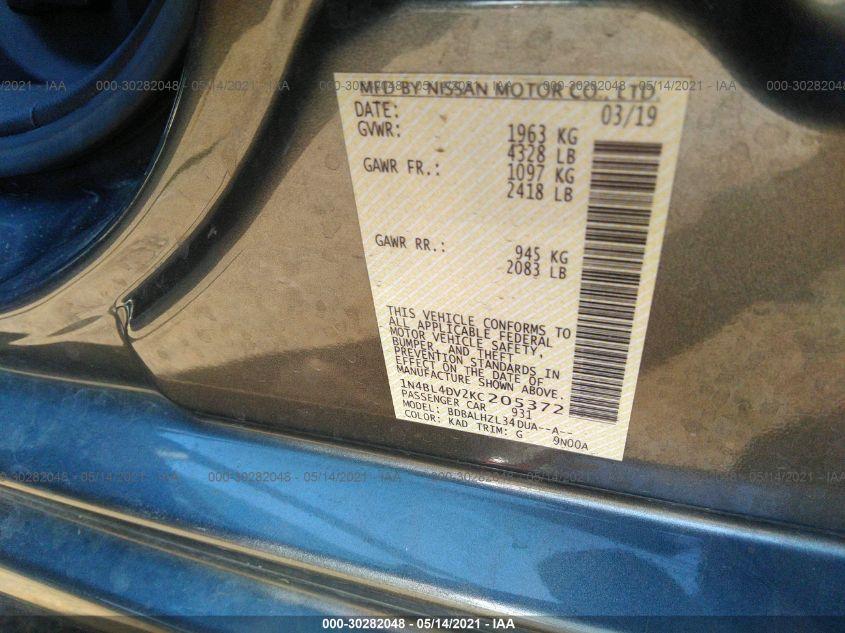 MFD BY NISSAN MOTOR CO., LTD.
DATE: 03/19
GVWR: 1963 KG
4328 LB
GAWR FR.: 1097 KG
2418 LB
GAWR RR.: 945 KG
2083 LB
THIS VEHICLE CONFORMS TO
ALL APPLICABLE FEDERAL
MOTOR VEHICLE SAFETY,
BUMPER, AND THEFT
PREVENTION STANDARDS IN
EFFECT ON THE DATE OF
MANUFACTURE SHOWN ABOVE.
1N4BL4DV2KC205372
PASSENGER CAR 931
MODEL: BDBALHZL34DUA--A--
COLOR: KAD TRIM: G 9N00A
000-30282048 - 05/14/2021 - IAA